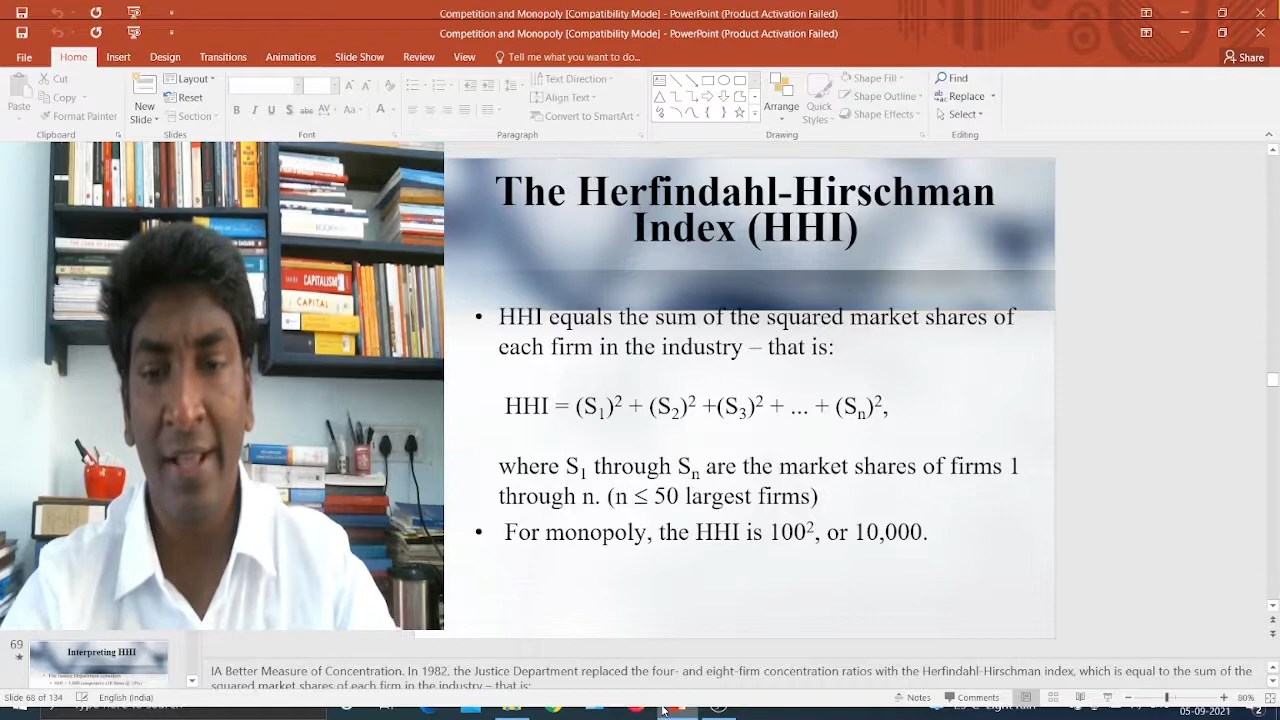 Competition and Monopoly [Compatibility Mode] - PowerPoint (Product Activation Failed)
Competition and Monopoly [Compatibility Mode] - PowerPoint (Product Activation Failed)
File Home Insert Design Transitions Animations Slide Show Review View Tell me what you want to do... Share
Paste
Cut
Copy
Format Painter
Clipboard
New Slide
Layout
Reset
Section
Slides
B I U S abc AV Aa A
Font
Text Direction
Align Text
Convert to SmartArt
Paragraph
Arrange
Quick Styles
Shape Fill
Shape Outline
Shape Effects
Drawing
Find
Replace
Select
Editing
CAPITALISM
CAPITAL
The Herfindahl-Hirschman
Index (HHI)
• HHI equals the sum of the squared market shares of
each firm in the industry – that is:
HHI = (S₁)² + (S₂)² +(S₃)² + ... + (Sₙ)²,
where S₁ through Sₙ are the market shares of firms 1
through n. (n ≤ 50 largest firms)
• For monopoly, the HHI is 100², or 10,000.
69
Interpreting HHI
IA Better Measure of Concentration. In 1982, the Justice Department replaced the four- and eight-firm concentration ratios with the Herfindahl-Hirschman index, which is equal to the sum of the
squared market shares of each firm in the industry – that is:
Slide 68 of 134 English (India) Notes Comments 80%
05-09-2021